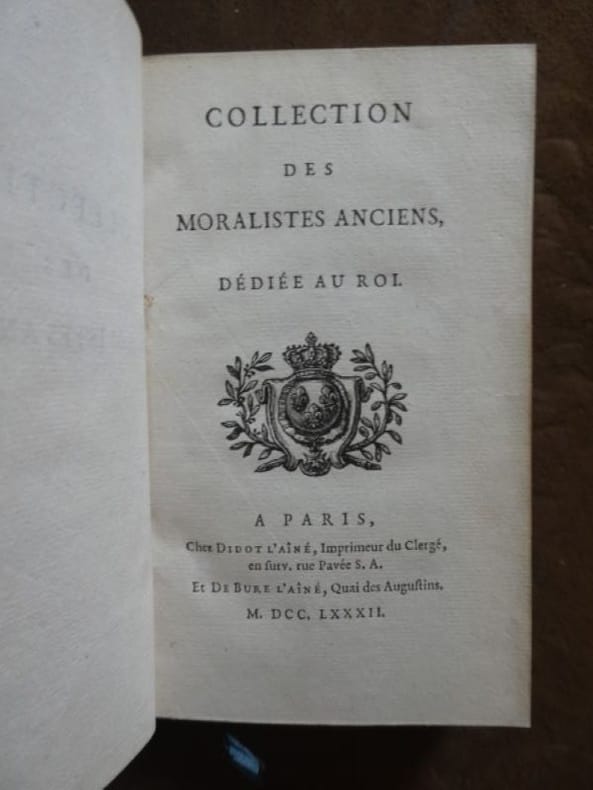 COLLECTION
DES
MORALISTES ANCIENS,
DÉDIÉE AU ROI.
A PARIS,
Chez DIDOT L'AÎNÉ, Imprimeur du Clergé,
en surv. rue Pavée S. A.
Et DE BURE L'AÎNÉ, Quai des Auguſtins.
M. DCC. LXXXII.